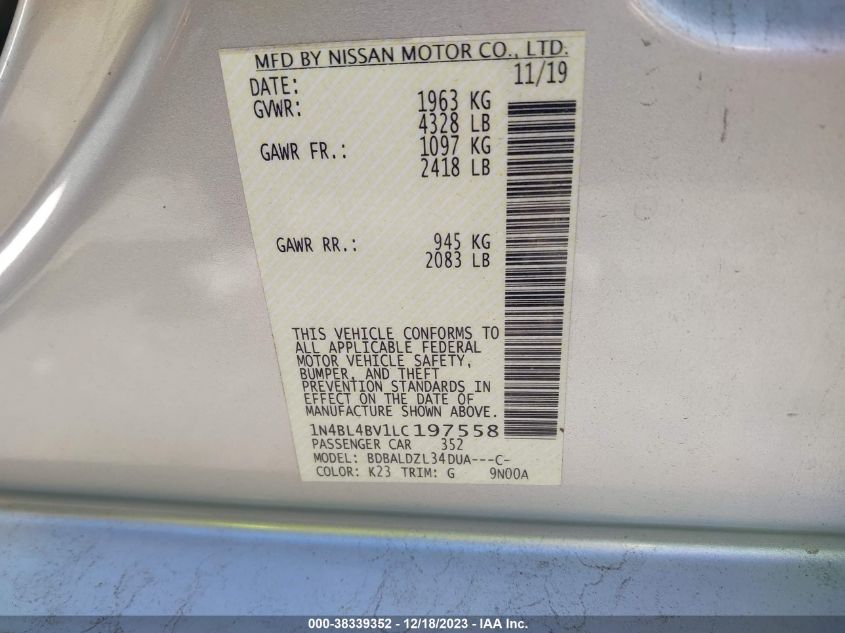 MFD BY NISSAN MOTOR CO., LTD.
DATE: 11/19
GVWR: 1963 KG
4328 LB
GAWR FR.: 1097 KG
2418 LB
GAWR RR.: 945 KG
2083 LB
THIS VEHICLE CONFORMS TO
ALL APPLICABLE FEDERAL
MOTOR VEHICLE SAFETY,
BUMPER, AND THEFT
PREVENTION STANDARDS IN
EFFECT ON THE DATE OF
MANUFACTURE SHOWN ABOVE.
1N4BL4BV1LC197558
PASSENGER CAR 352
MODEL: BDBALDZL34DUA---C-
COLOR: K23 TRIM: G 9N00A
000-38339352 - 12/18/2023 - IAA Inc.